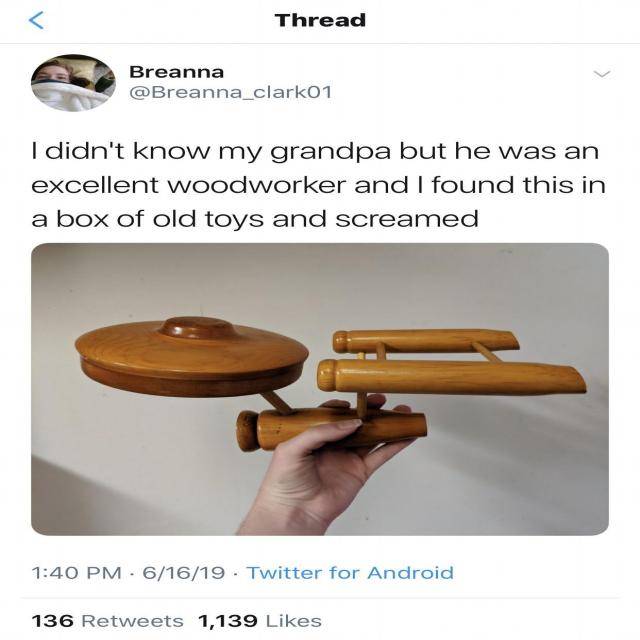 Thread
Breanna
@Breanna_clark01
I didn't know my grandpa but he was an
excellent woodworker and I found this in
a box of old toys and screamed
1:40 PM · 6/16/19 · Twitter for Android
136 Retweets 1,139 Likes